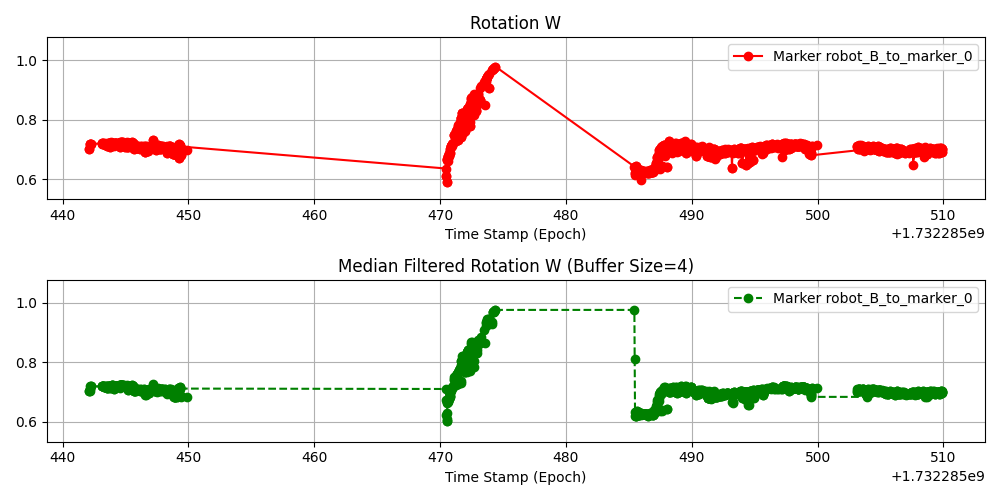 Rotation W
Marker robot_B_to_marker_0
1.0
0.8
0.6
440 450 460 470 480 490 500 510
Time Stamp (Epoch)
+1.732285e9
Median Filtered Rotation W (Buffer Size=4)
Marker robot_B_to_marker_0
1.0
0.8
0.6
440 450 460 470 480 490 500 510
Time Stamp (Epoch)
+1.732285e9